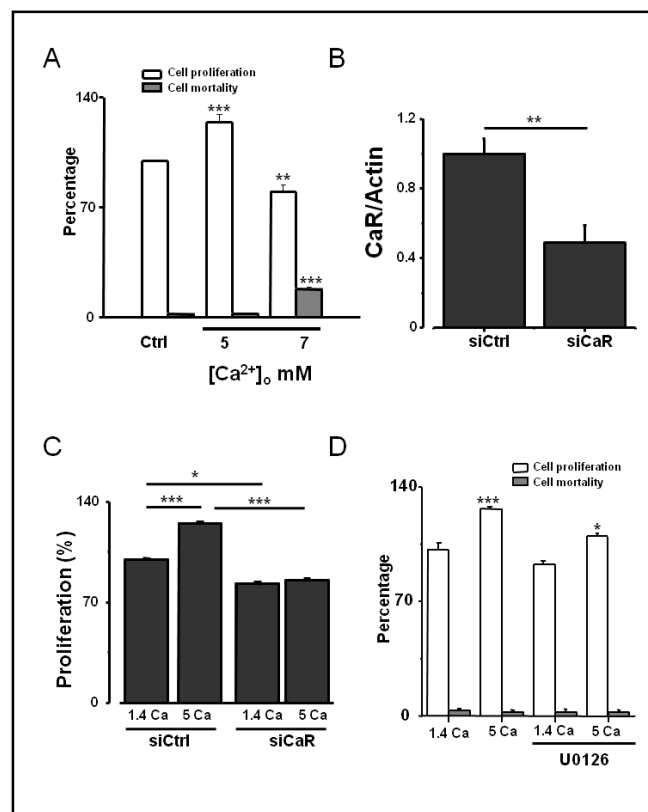 A
Cell proliferation
Cell mortality
140
70
0
Percentage
***
**
***
Ctrl 5 7
[Ca²⁺]ₒ mM
B
1.2
0.8
0.4
0
CaR/Actin
**
siCtrl siCaR
C
140
70
0
Proliferation (%)
*
*** ***
1.4 Ca 5 Ca 1.4 Ca 5 Ca
siCtrl siCaR
D
Cell proliferation
Cell mortality
140
70
0
Percentage
***
*
1.4 Ca 5 Ca 1.4 Ca 5 Ca
U0126